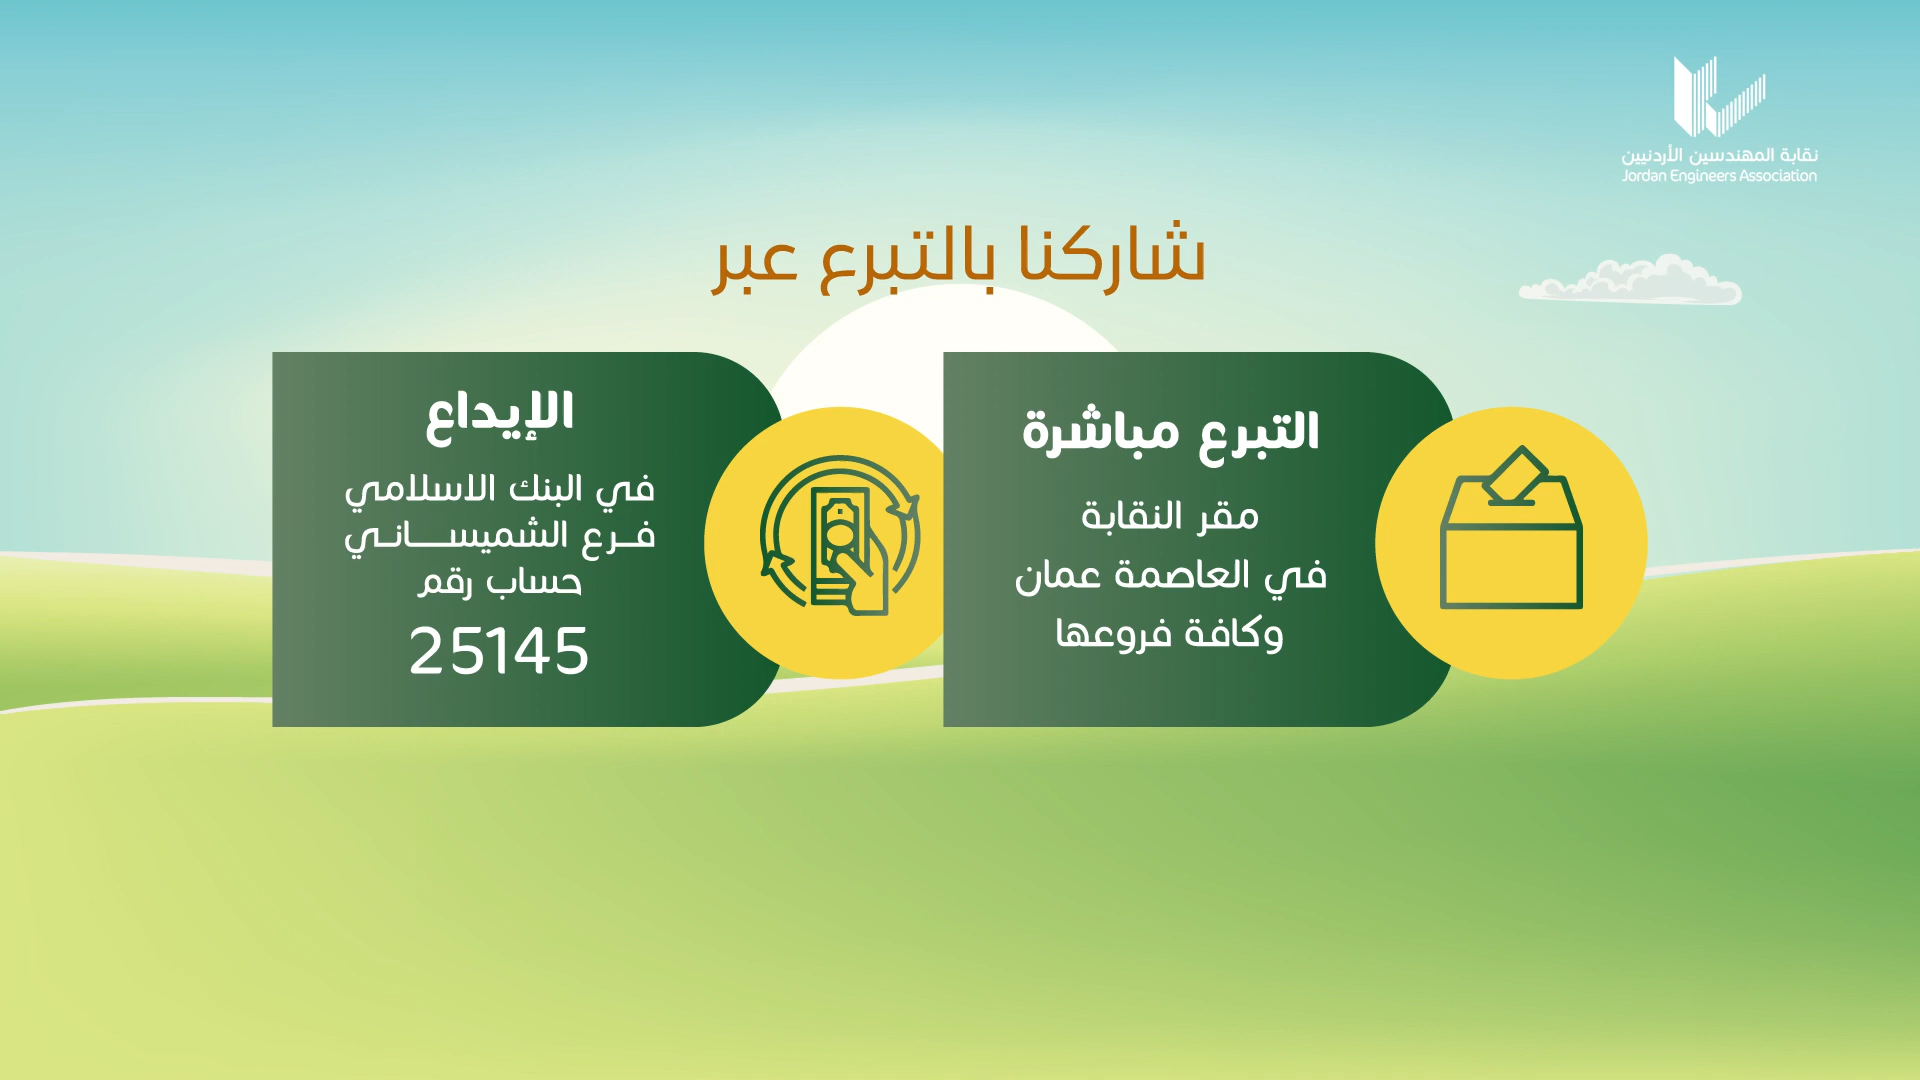 نقابة المهندسين الأردنيين
Jordan Engineers Association
شاركنا بالتبرع عبر
التبرع مباشرة
مقر النقابة
في العاصمة عمان
وكافة فروعها
الإيداع
في البنك الاسلامي
فـرع الشميســـانـي
حساب رقم
25145